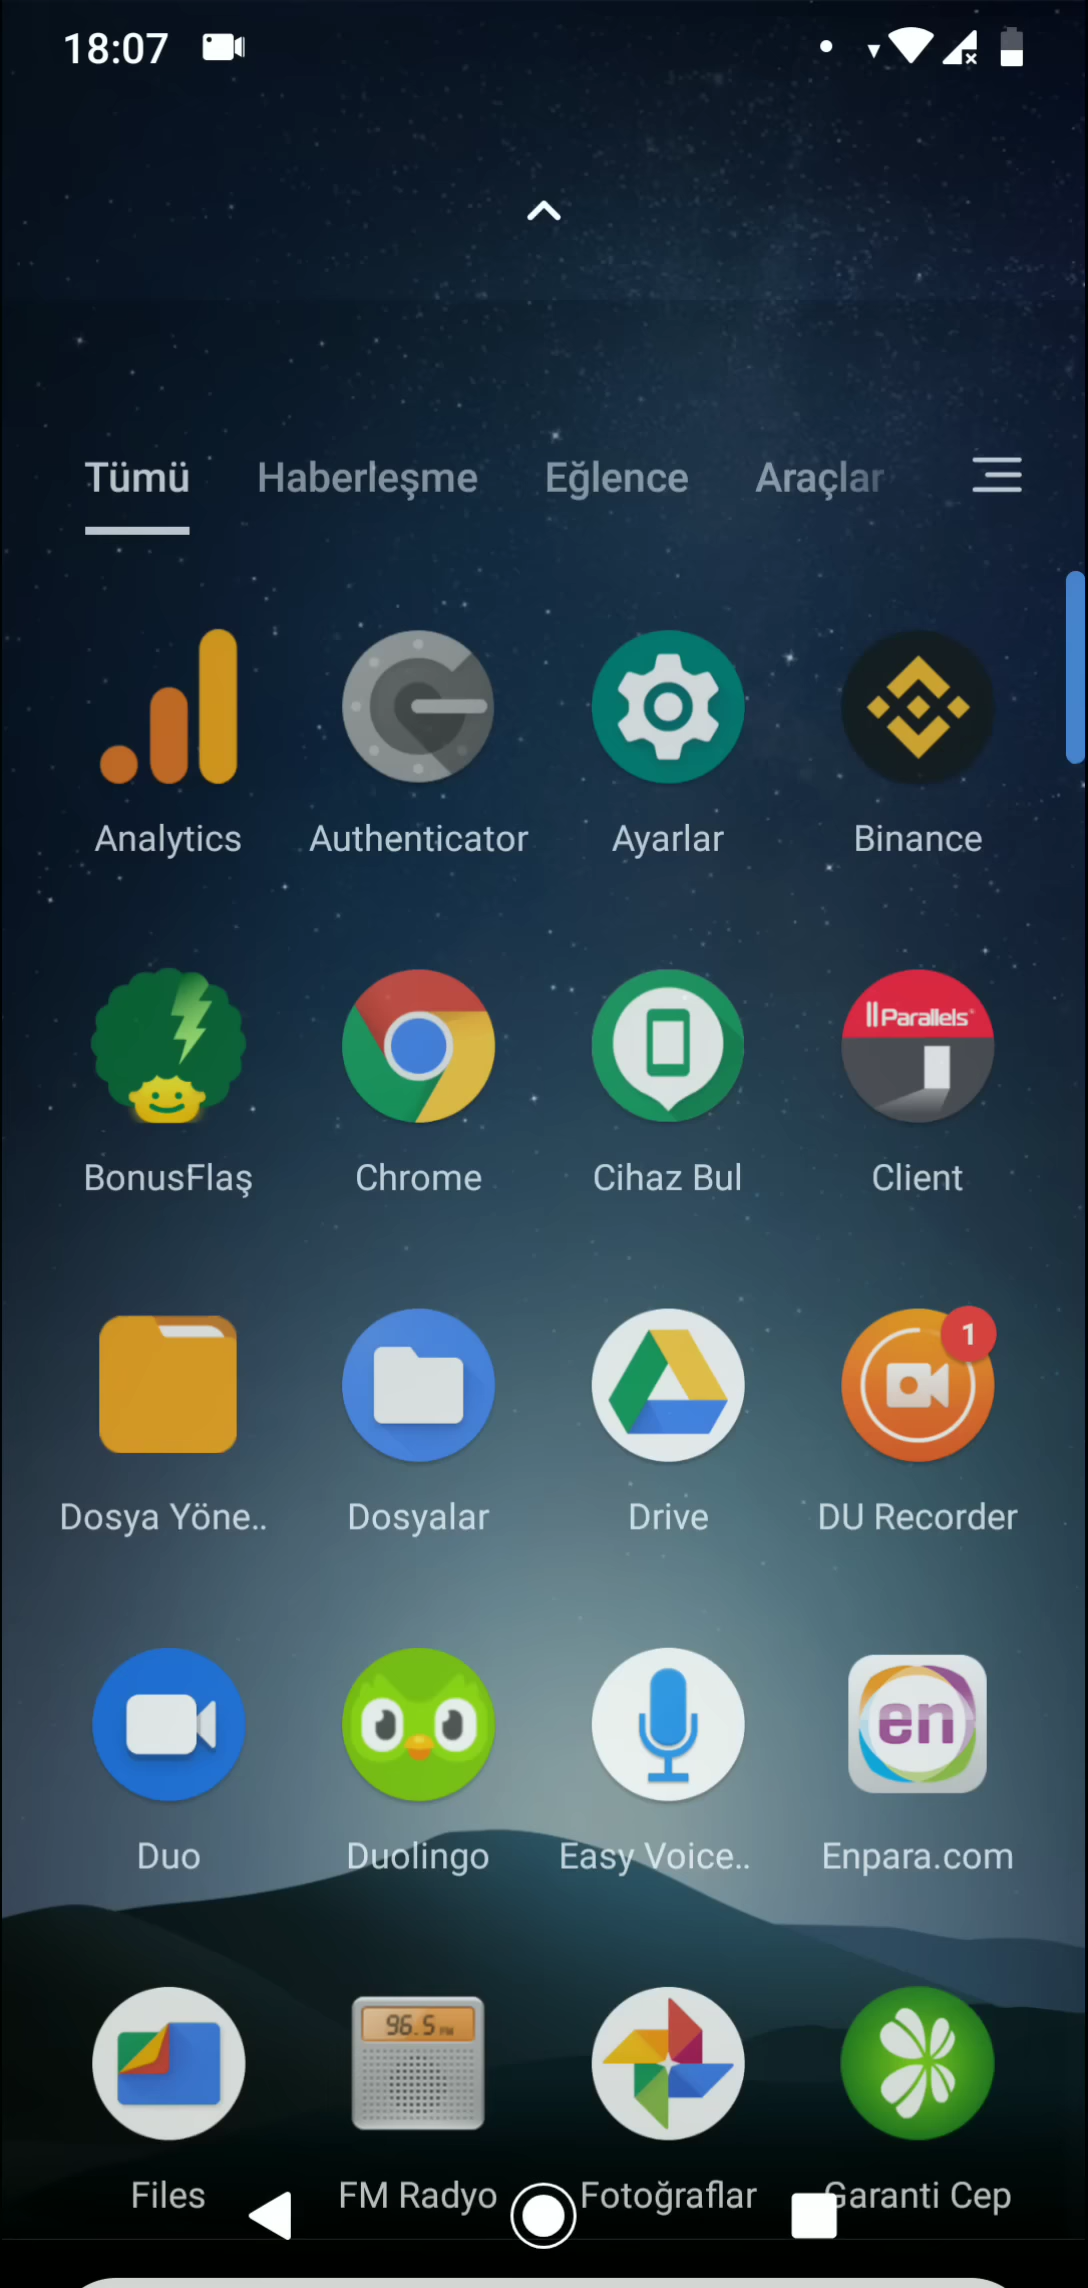 18:07
Tümü Haberleşme Eğlence Araçlar
Analytics Authenticator Ayarlar Binance
Parallels
BonusFlaş Chrome Cihaz Bul Client
1
Dosya Yöne.. Dosyalar Drive DU Recorder
en
Duo Duolingo Easy Voice.. Enpara.com
96.5 FM
Files FM Radyo Fotoğraflar Garanti Cep